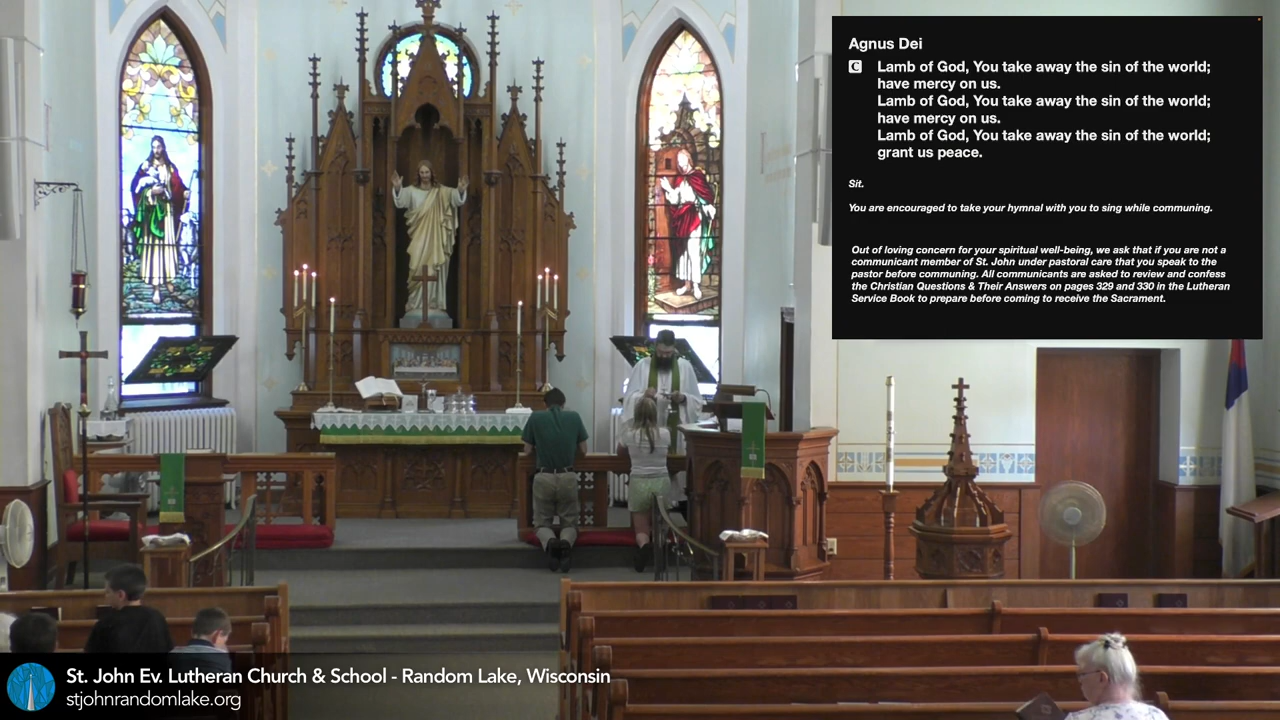 Agnus Dei
C Lamb of God, You take away the sin of the world;
have mercy on us.
Lamb of God, You take away the sin of the world;
have mercy on us.
Lamb of God, You take away the sin of the world;
grant us peace.
Sit.
You are encouraged to take your hymnal with you to sing while communing.
Out of loving concern for your spiritual well-being, we ask that if you are not a
communicant member of St. John under pastoral care that you speak to the
pastor before communing. All communicants are asked to review and confess
the Christian Questions & Their Answers on pages 329 and 330 in the Lutheran
Service Book to prepare before coming to receive the Sacrament.
St. John Ev. Lutheran Church & School - Random Lake, Wisconsin
stjohnrandomlake.org